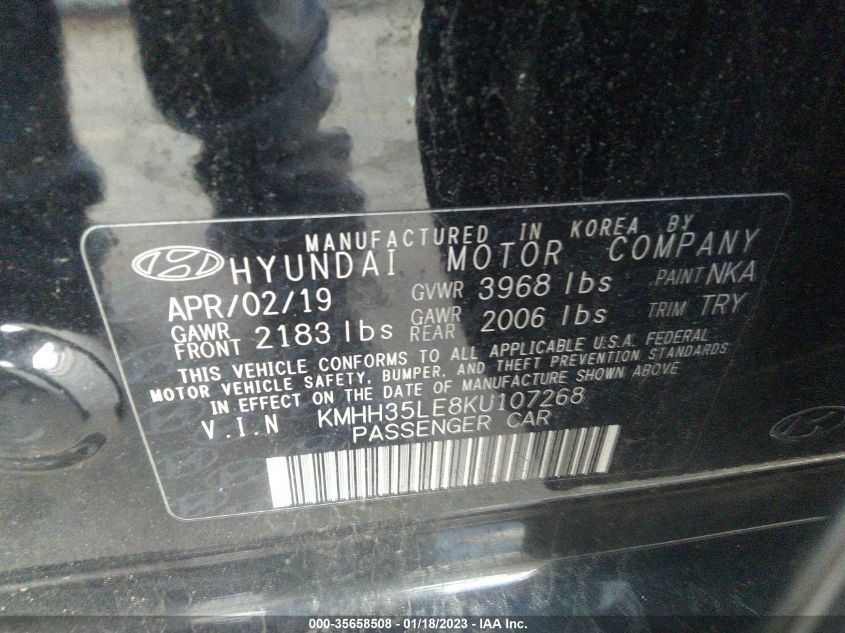 MANUFACTURED IN KOREA BY
HYUNDAI MOTOR COMPANY
APR/02/19 GVWR 3968 lbs PAINT NKA
GAWR FRONT 2183 lbs GAWR REAR 2006 lbs TRIM TRY
THIS VEHICLE CONFORMS TO ALL APPLICABLE U.S.A. FEDERAL
MOTOR VEHICLE SAFETY, BUMPER, AND THEFT PREVENTION STANDARDS
IN EFFECT ON THE DATE OF MANUFACTURE SHOWN ABOVE
V.I.N KMHH35LE8KU107268
PASSENGER CAR
000-35658508 - 01/18/2023 - IAA Inc.